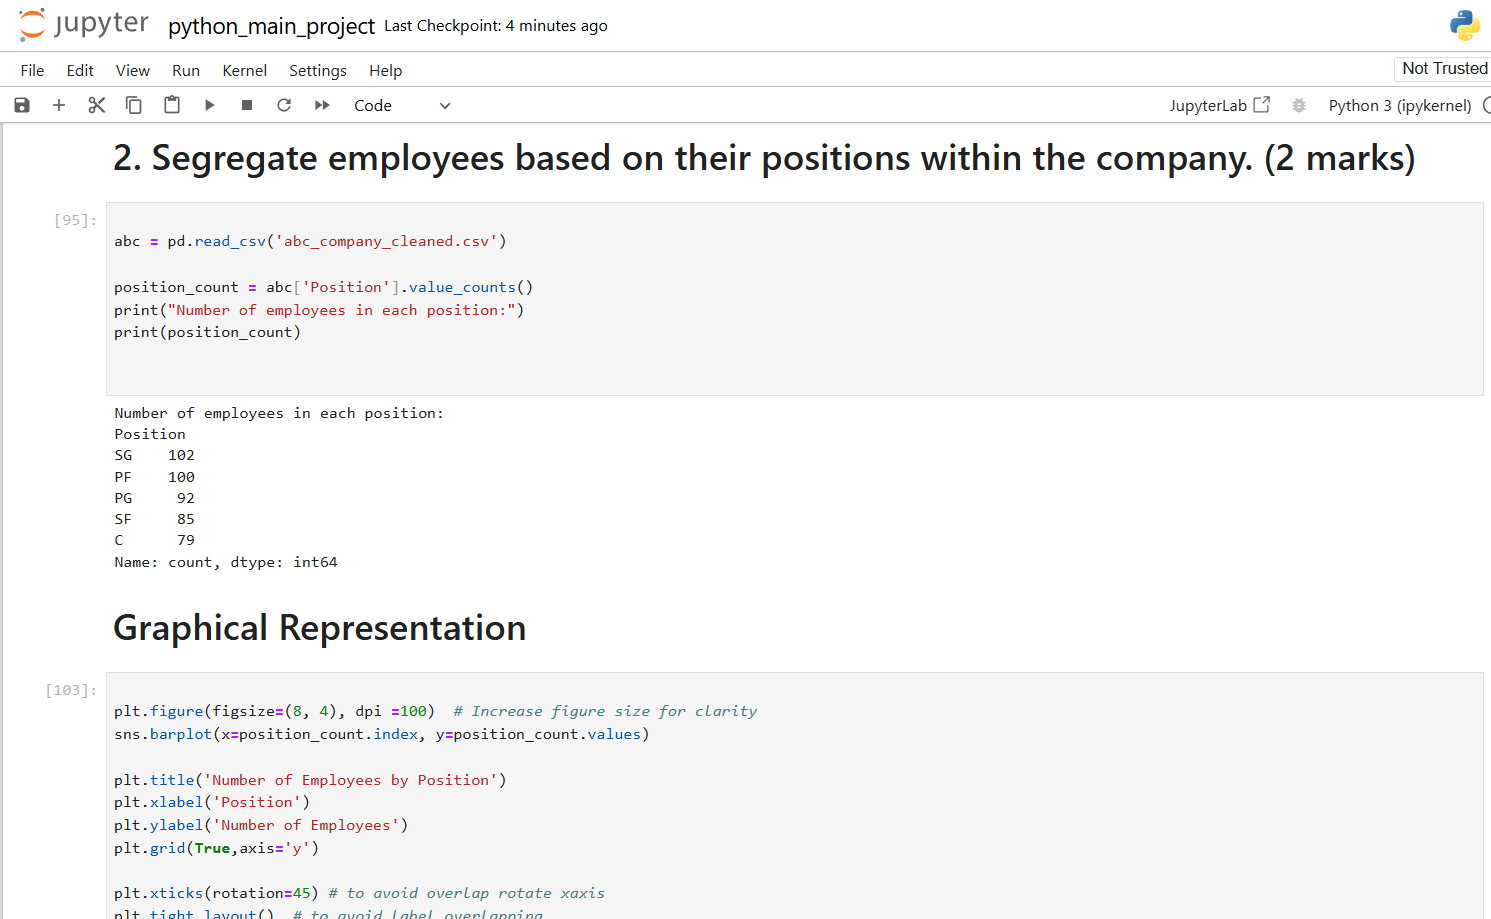 jupyter python_main_project Last Checkpoint: 4 minutes ago
File Edit View Run Kernel Settings Help Not Trusted
Code JupyterLab Python 3 (ipykernel)
2. Segregate employees based on their positions within the company. (2 marks)
[95]:
abc = pd.read_csv('abc_company_cleaned.csv')
position_count = abc['Position'].value_counts()
print("Number of employees in each position:")
print(position_count)
Number of employees in each position:
Position
SG 102
PF 100
PG 92
SF 85
C 79
Name: count, dtype: int64
Graphical Representation
[103]:
plt.figure(figsize=(8, 4), dpi =100) # Increase figure size for clarity
sns.barplot(x=position_count.index, y=position_count.values)
plt.title('Number of Employees by Position')
plt.xlabel('Position')
plt.ylabel('Number of Employees')
plt.grid(True,axis='y')
plt.xticks(rotation=45) # to avoid overlap rotate xaxis
plt.tight_layout() # to avoid label overlapping